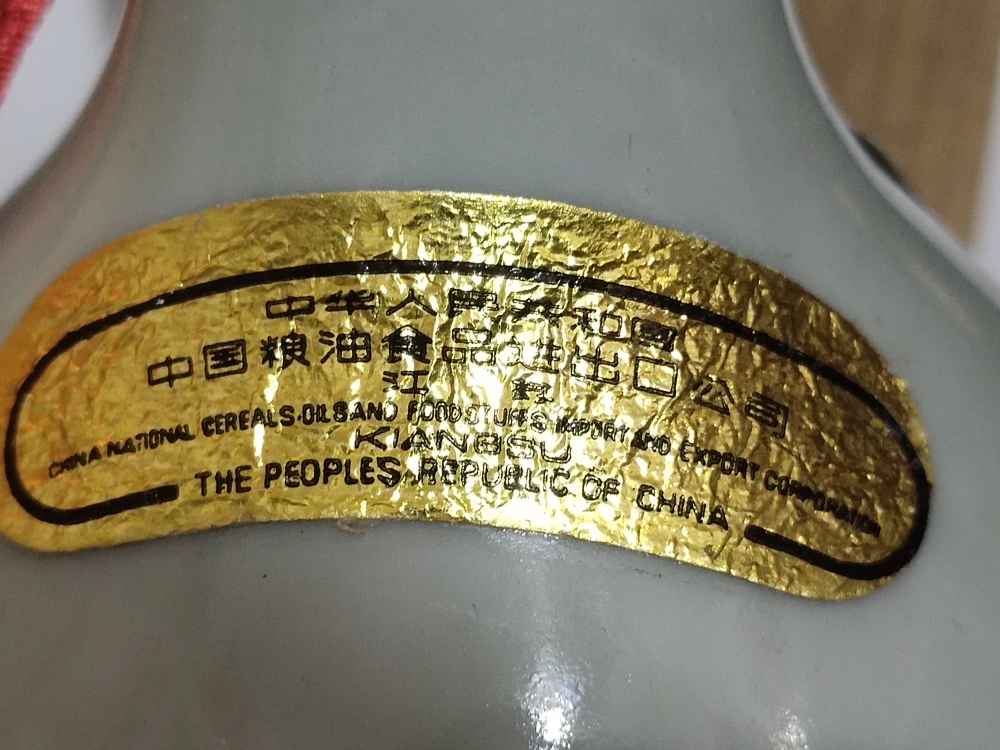 中华人民共和国
中国粮油食品进出口公司
江苏
CHINA NATIONAL CEREALS·OILS AND FOODSTUFFS IMPORT AND EXPORT CORPORATION
KIANGSU
THE PEOPLES REPUBLIC OF CHINA